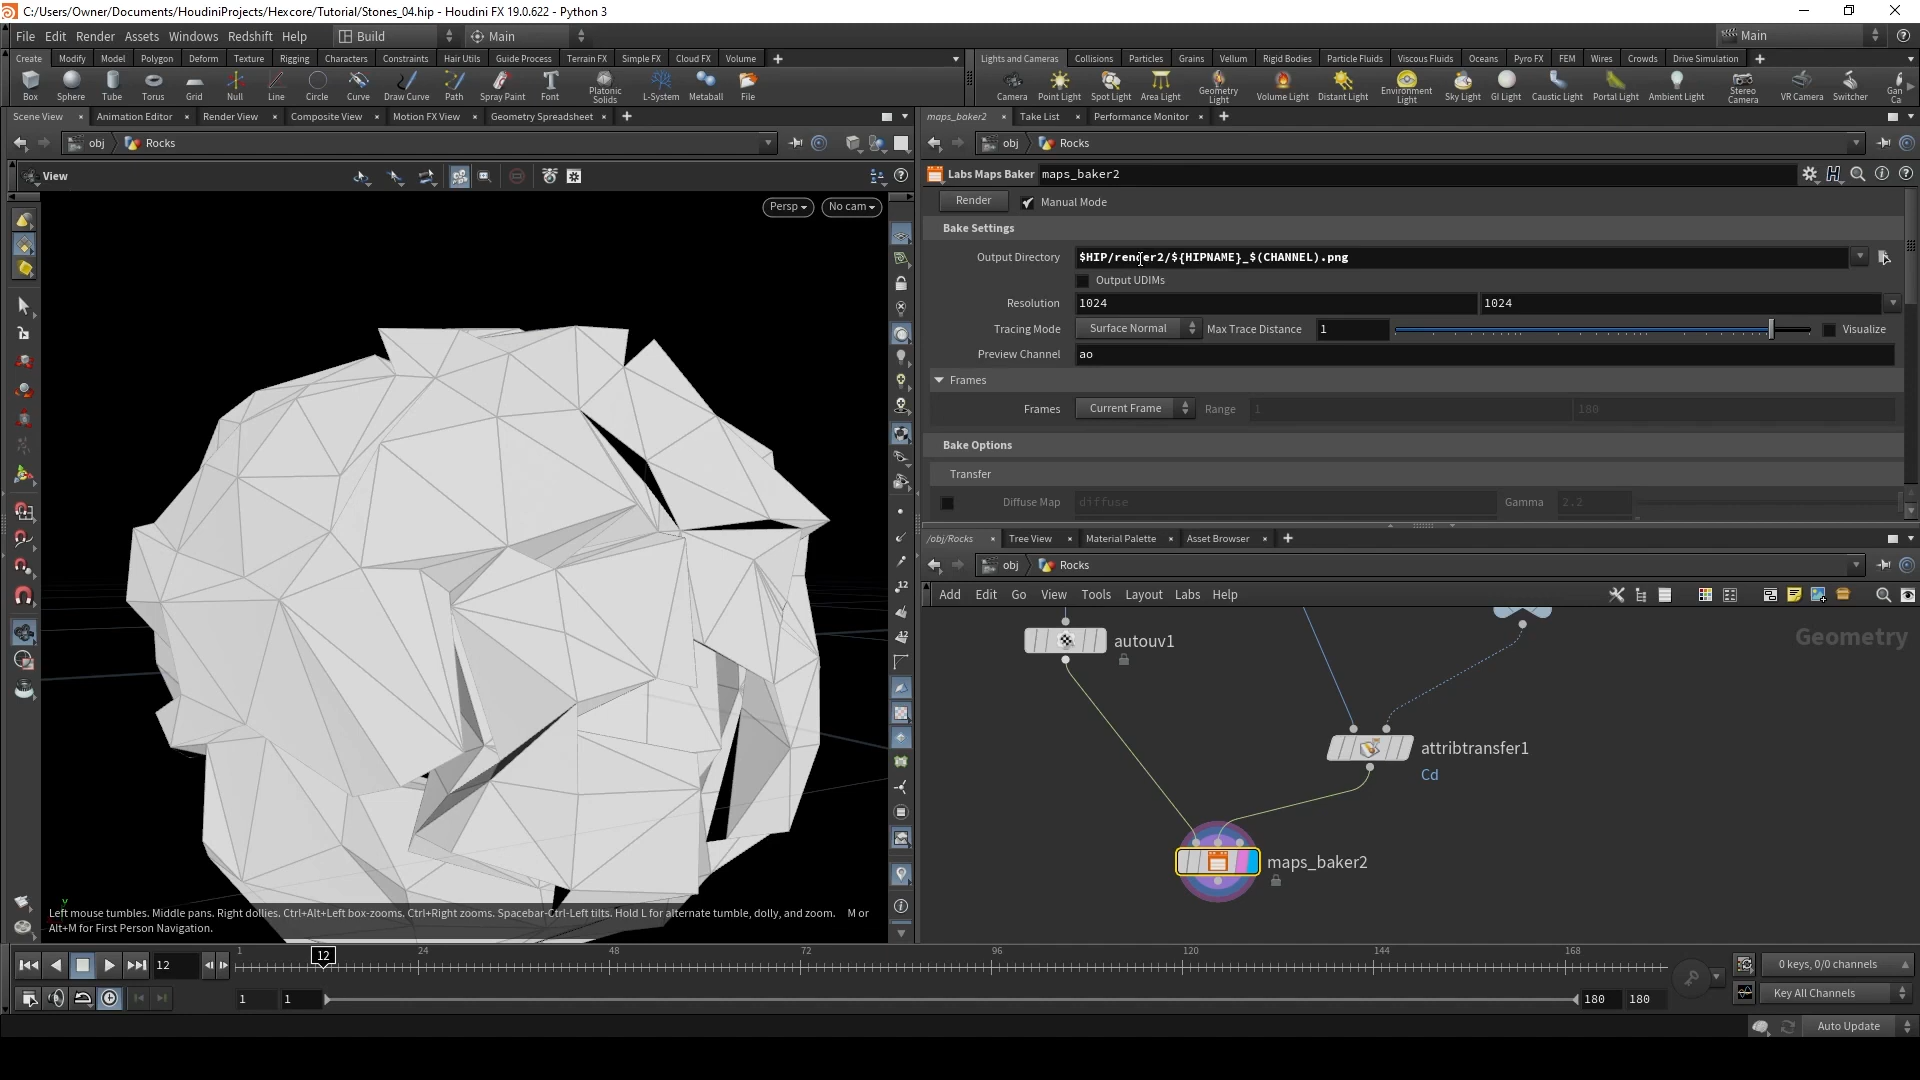 C:/Users/Owner/Documents/HoudiniProjects/Hexcore/Tutorial/Stones_04.hip - Houdini FX 19.0.622 - Python 3
File Edit Render Assets Windows Redshift Help Build Main Main
Create Modify Model Polygon Deform Texture Rigging Characters Constraints Hair Utils Guide Process Terrain FX Simple FX Cloud FX Volume
Lights and Cameras Collisions Particles Grains Vellum Rigid Bodies Particle Fluids Viscous Fluids Oceans Pyro FX FEM Wires Crowds Drive Simulation
Box Sphere Tube Torus Grid Null Line Circle Curve Draw Curve Path Spray Paint Font Platonic Solids L-System Metaball File
Camera Point Light Spot Light Area Light Geometry Light Volume Light Distant Light Environment Light Sky Light GI Light Caustic Light Portal Light Ambient Light Stereo Camera VR Camera Switcher Gan Ca
Scene View Animation Editor Render View Composite View Motion FX View Geometry Spreadsheet
maps_baker2 Take List Performance Monitor
obj Rocks
obj Rocks
View
Labs Maps Baker maps_baker2
Persp No cam
Render Manual Mode
Bake Settings
Output Directory $HIP/render2/${HIPNAME}_$(CHANNEL).png
Output UDIMs
Resolution 1024 1024
Tracing Mode Surface Normal Max Trace Distance 1 Visualize
Preview Channel ao
Frames
Frames Current Frame Range 1 180
Bake Options
Transfer
Diffuse Map diffuse Gamma 2.2
/obj/Rocks Tree View Material Palette Asset Browser
obj Rocks
Add Edit Go View Tools Layout Labs Help
Geometry
autouv1
attribtransfer1
Cd
maps_baker2
12
12
Left mouse tumbles. Middle pans. Right dollies. Ctrl+Alt+Left box-zooms. Ctrl+Right zooms. Spacebar-Ctrl-Left tilts. Hold L for alternate tumble, dolly, and zoom. M or
Alt+M for First Person Navigation.
1 24 48 72 96 120 144 168
12 12 0 keys, 0/0 channels
1 1 180 180 Key All Channels
Auto Update